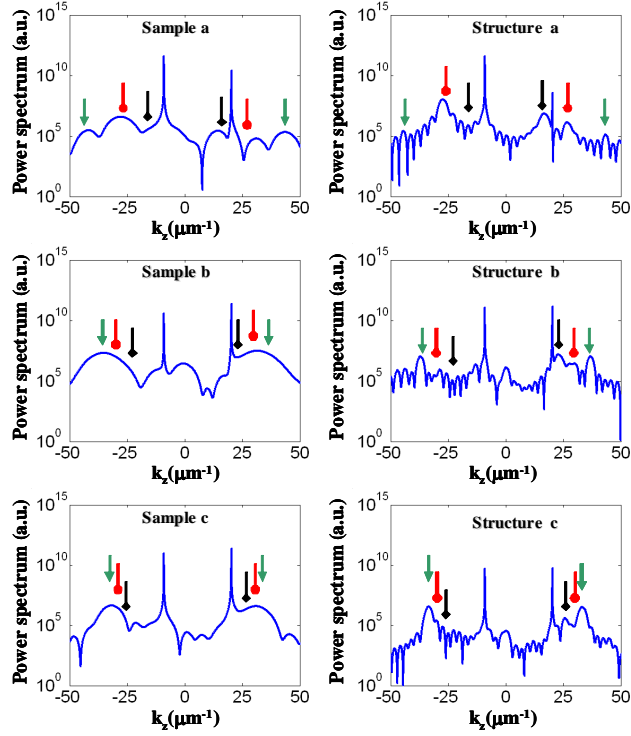 Sample a
Structure a
Power spectrum (a.u.)
10^15
10^10
10^5
10^0
-50 -25 0 25 50
k_z(μm^-1)
Power spectrum (a.u.)
10^15
10^10
10^5
10^0
-50 -25 0 25 50
k_z(μm^-1)
Sample b
Structure b
Power spectrum (a.u.)
10^15
10^10
10^5
10^0
-50 -25 0 25 50
k_z(μm^-1)
Power spectrum (a.u.)
10^15
10^10
10^5
10^0
-50 -25 0 25 50
k_z(μm^-1)
Sample c
Structure c
Power spectrum (a.u.)
10^15
10^10
10^5
10^0
-50 -25 0 25 50
k_z(μm^-1)
Power spectrum (a.u.)
10^15
10^10
10^5
10^0
-50 -25 0 25 50
k_z(μm^-1)